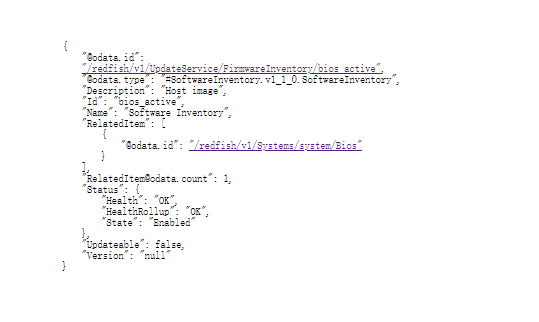 {
"@odata.id":
"/redfish/v1/UpdateService/FirmwareInventory/bios_active",
"@odata.type": "#SoftwareInventory.v1_1_0.SoftwareInventory",
"Description": "Host image",
"Id": "bios_active",
"Name": "Software Inventory",
"RelatedItem": [
{
"@odata.id": "/redfish/v1/Systems/system/Bios"
}
],
"RelatedItem@odata.count": 1,
"Status": {
"Health": "OK",
"HealthRollup": "OK",
"State": "Enabled"
},
"Updateable": false,
"Version": "null"
}